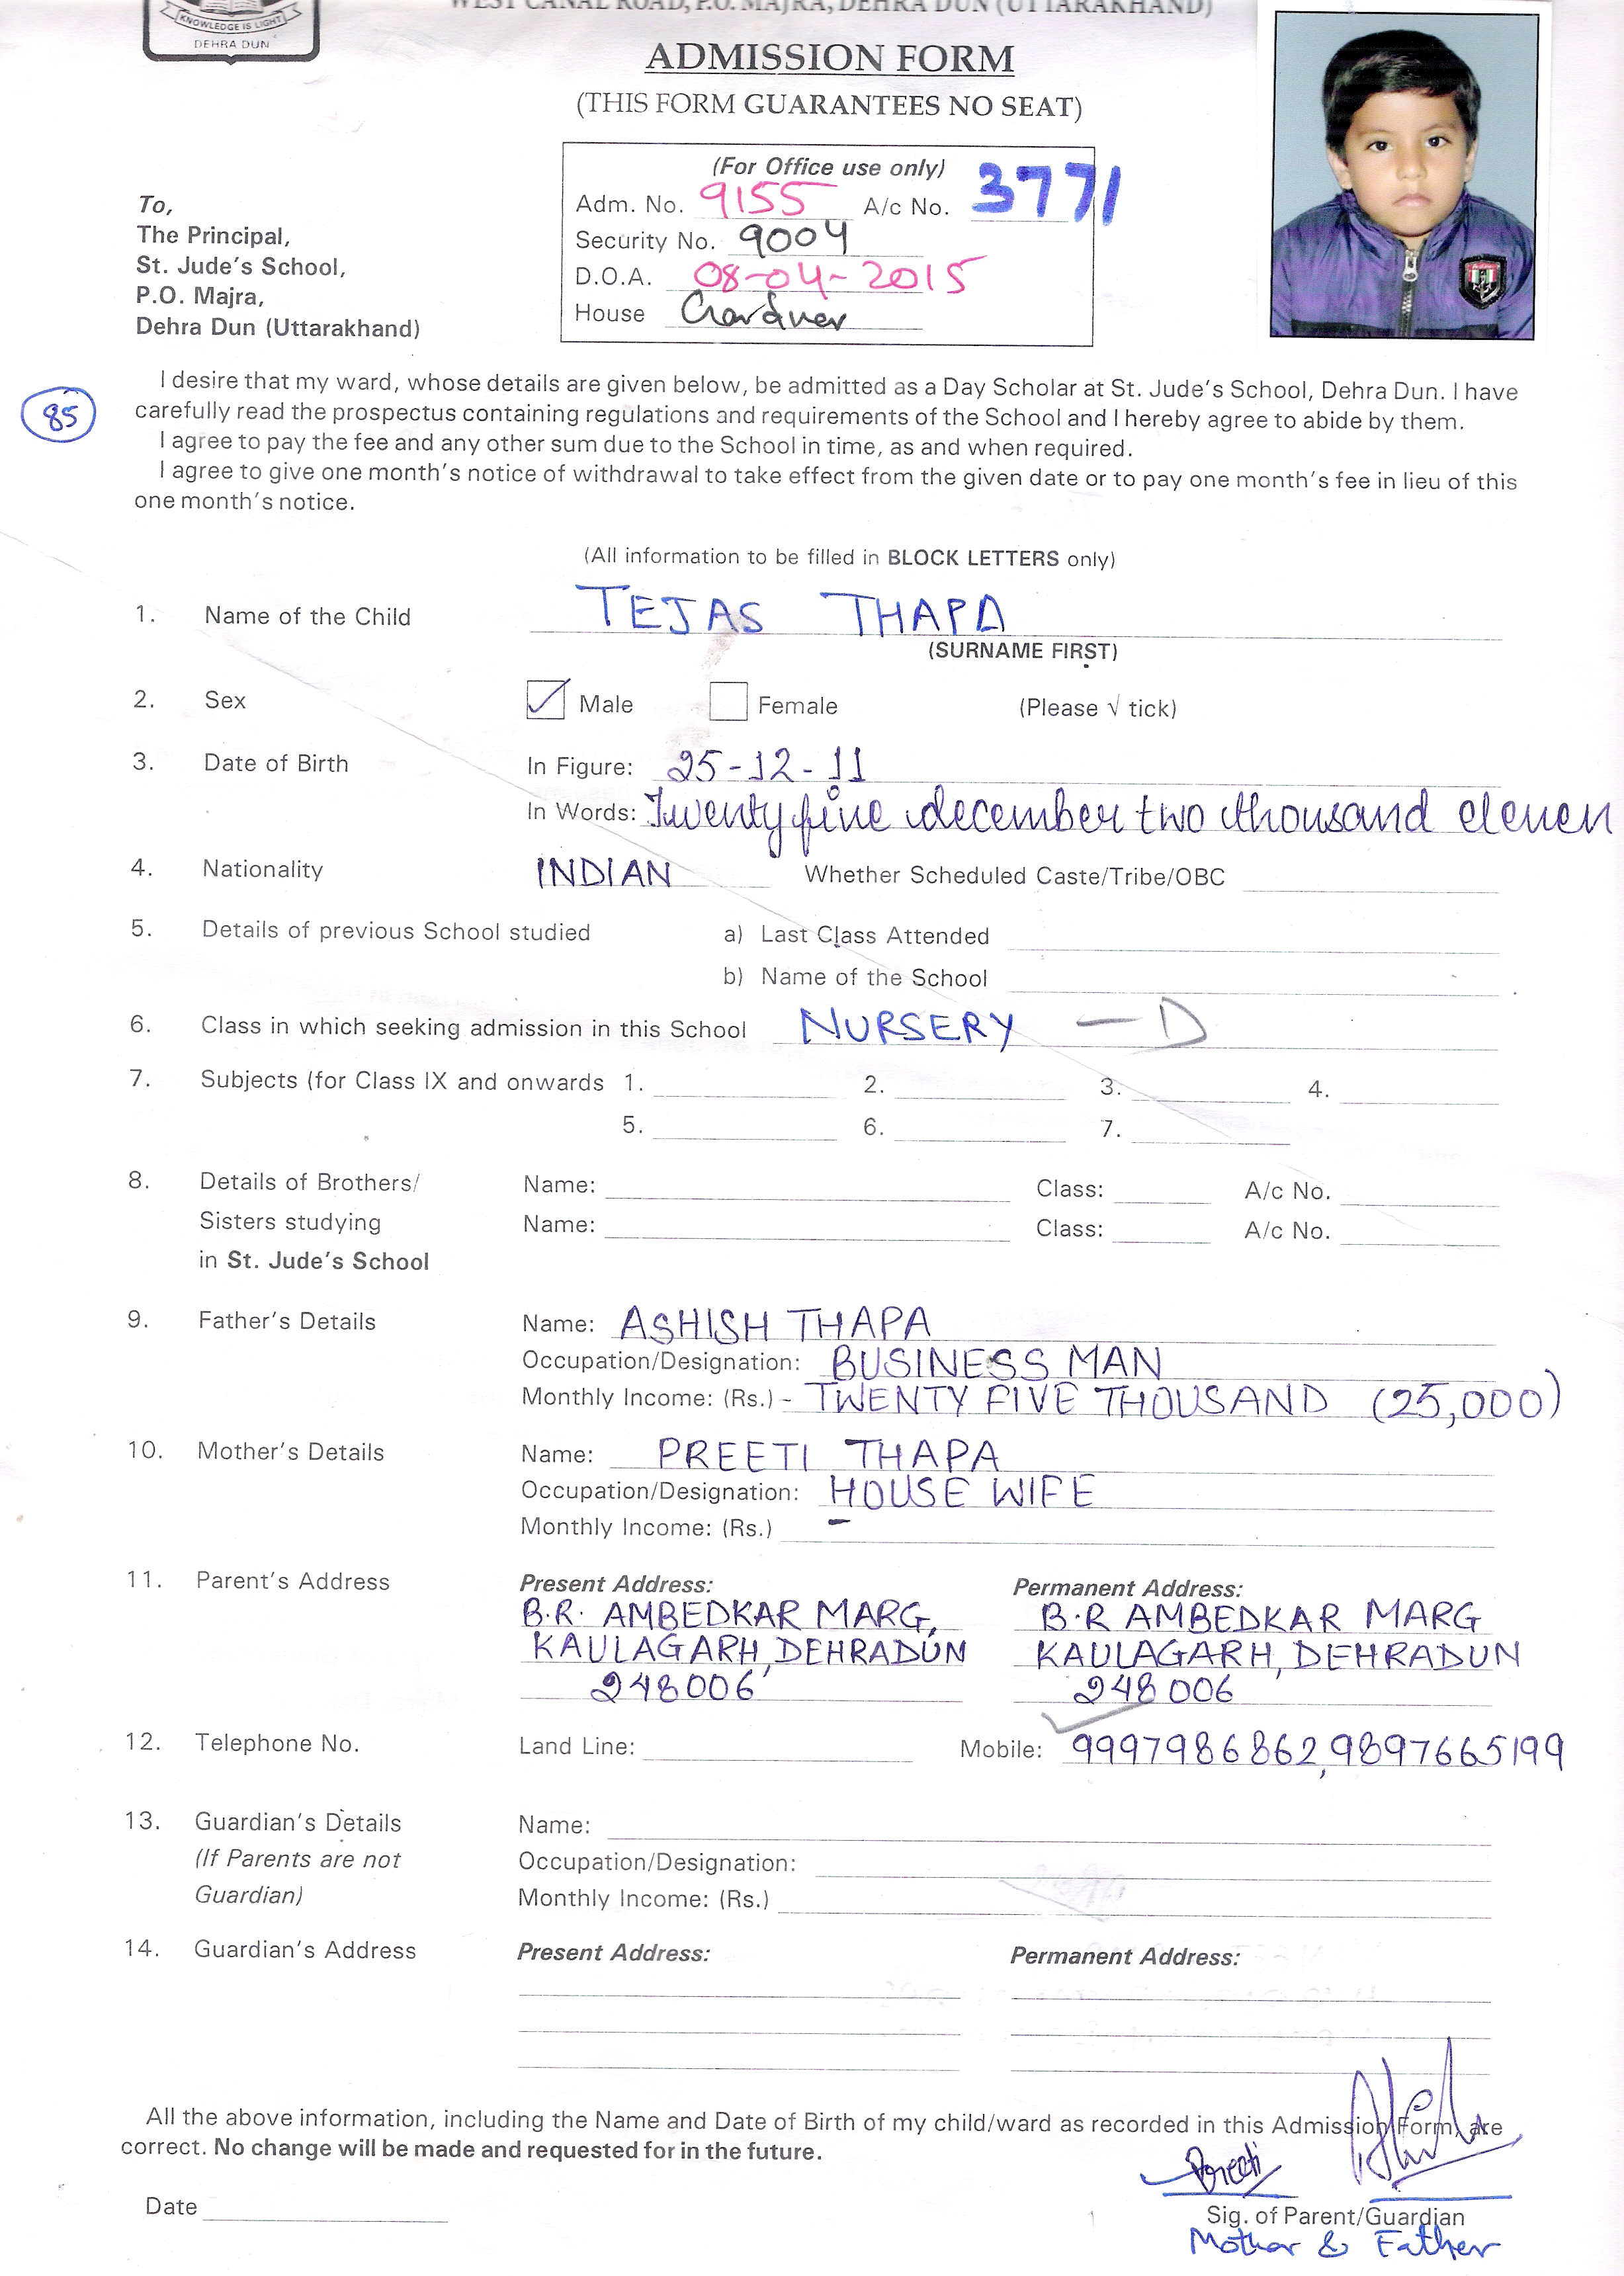 KNOWLEDGE IS LIGHT
DEHRA DUN
WEST CANAL ROAD, P.O. MAJRA, DEHRA DUN (UTTARAKHAND)
ADMISSION FORM
(THIS FORM GUARANTEES NO SEAT)
(For Office use only)
Adm. No. 9155 A/c No. 3771
Security No. 9004
D.O.A. 08-04-2015
House Gardner
To,
The Principal,
St. Jude's School,
P.O. Majra,
Dehra Dun (Uttarakhand)
85
I desire that my ward, whose details are given below, be admitted as a Day Scholar at St. Jude's School, Dehra Dun. I have
carefully read the prospectus containing regulations and requirements of the School and I hereby agree to abide by them.
I agree to pay the fee and any other sum due to the School in time, as and when required.
I agree to give one month's notice of withdrawal to take effect from the given date or to pay one month's fee in lieu of this
one month's notice.
(All information to be filled in BLOCK LETTERS only)
1. Name of the Child TEJAS THAPA
(SURNAME FIRST)
2. Sex Male Female (Please √ tick)
3. Date of Birth In Figure: 25-12-11
In Words: Twenty five december two thousand eleven
4. Nationality INDIAN Whether Scheduled Caste/Tribe/OBC
5. Details of previous School studied a) Last Class Attended
b) Name of the School
6. Class in which seeking admission in this School NURSERY — D
7. Subjects (for Class IX and onwards 1. 2. 3. 4.
5. 6. 7.
8. Details of Brothers/ Name: Class: A/c No.
Sisters studying Name: Class: A/c No.
in St. Jude's School
9. Father's Details Name: ASHISH THAPA
Occupation/Designation: BUSINESS MAN
Monthly Income: (Rs.) - TWENTY FIVE THOUSAND (25,000)
10. Mother's Details Name: PREETI THAPA
Occupation/Designation: HOUSE WIFE
Monthly Income: (Rs.) -
11. Parent's Address Present Address: Permanent Address:
B.R. AMBEDKAR MARG, B.R AMBEDKAR MARG
KAULAGARH, DEHRADUN KAULAGARH, DEHRADUN
248006 248006
12. Telephone No. Land Line: Mobile: 9997986862, 9897665199
13. Guardian's Details Name:
(If Parents are not Occupation/Designation:
Guardian) Monthly Income: (Rs.)
14. Guardian's Address Present Address: Permanent Address:
All the above information, including the Name and Date of Birth of my child/ward as recorded in this Admission Form, are
correct. No change will be made and requested for in the future.
Preeti
Date Sig. of Parent/Guardian
Mother & Father